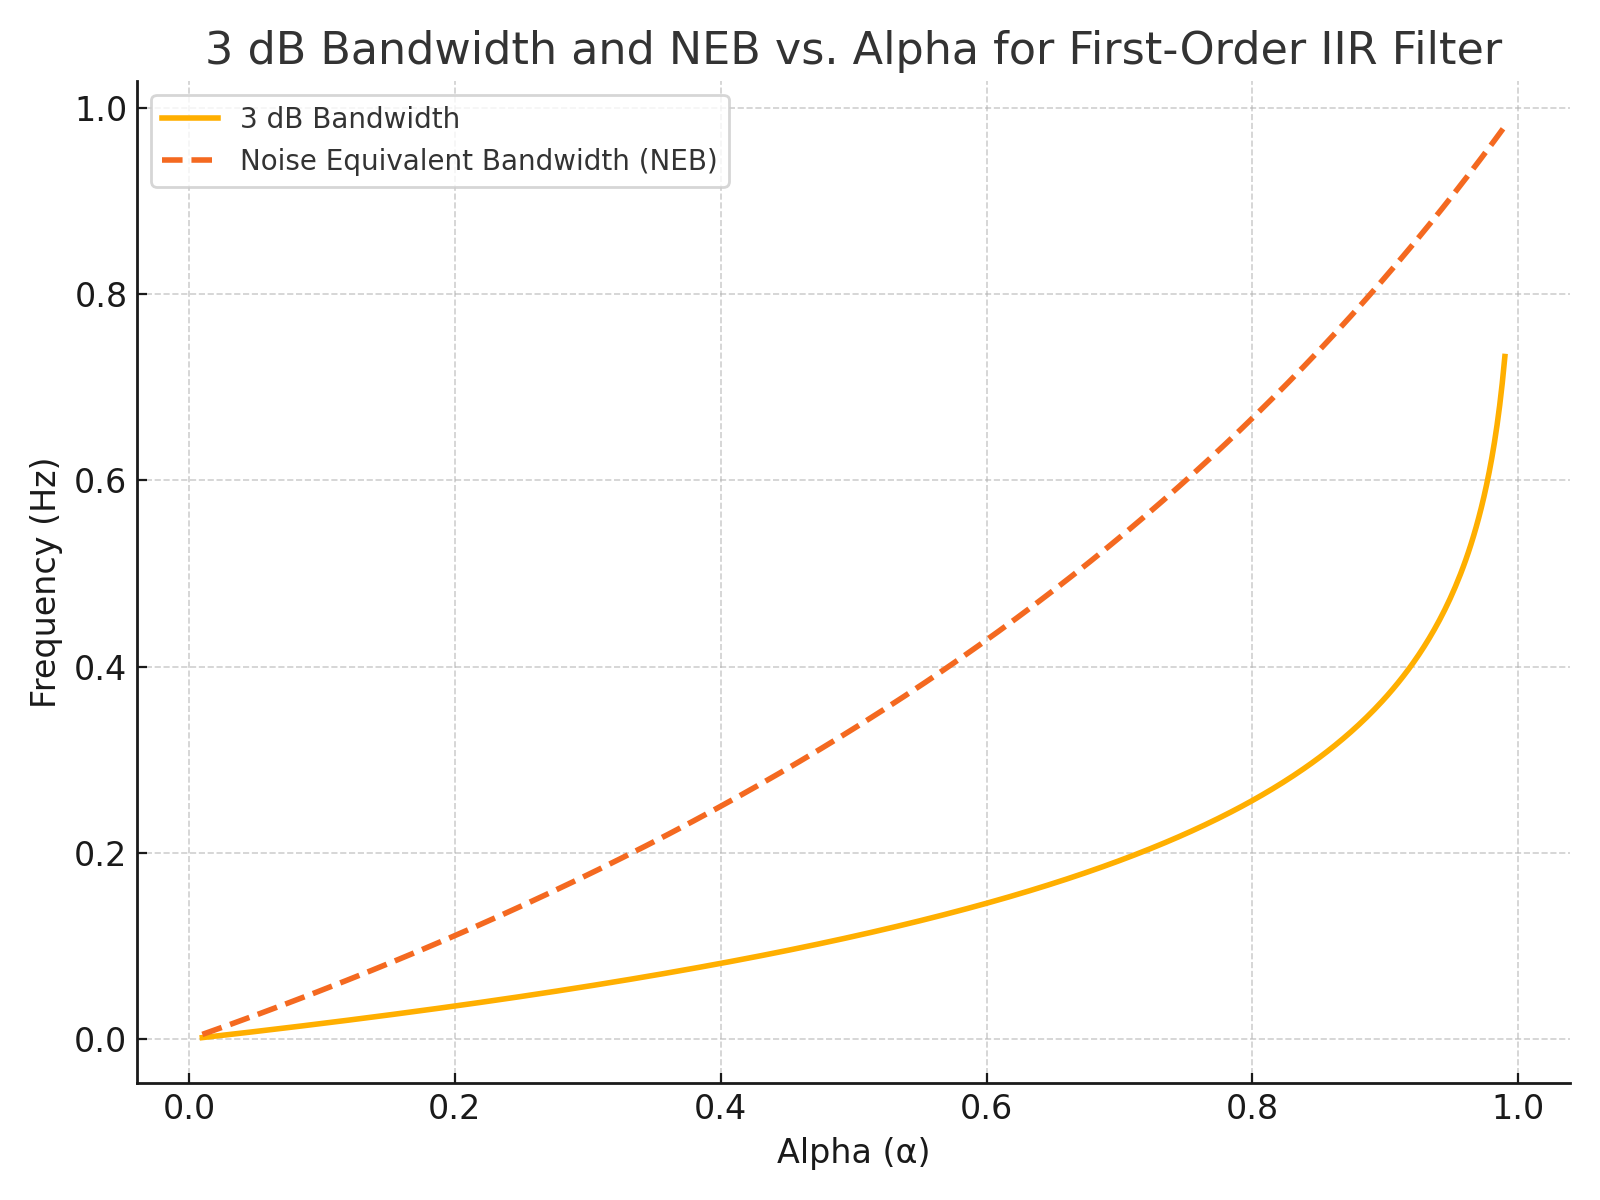 3 dB Bandwidth and NEB vs. Alpha for First-Order IIR Filter
3 dB Bandwidth
Noise Equivalent Bandwidth (NEB)
1.0
0.8
0.6
0.4
0.2
0.0
Frequency (Hz)
0.0 0.2 0.4 0.6 0.8 1.0
Alpha (α)